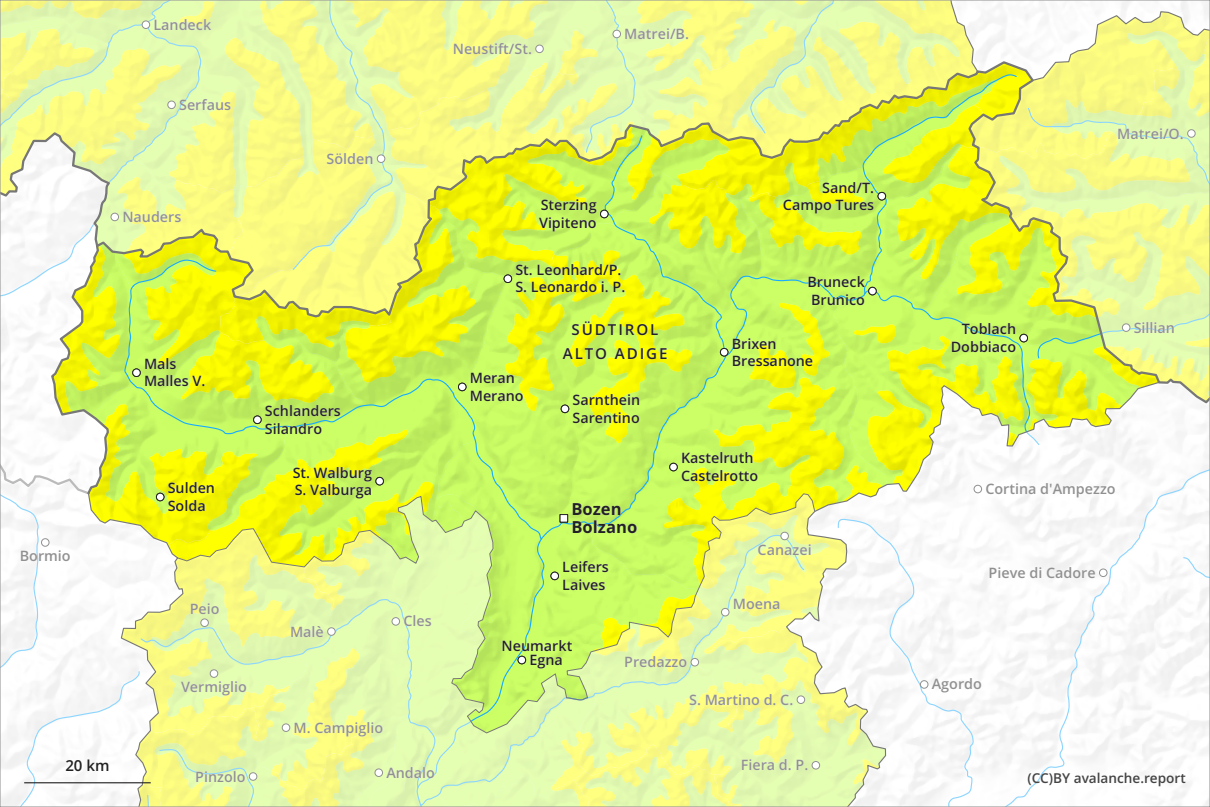 Landeck
Matrei/B.
Neustift/St.
Serfaus
Matrei/O.
Sölden
Sand/T.
Campo Tures
Nauders
Sterzing
Vipiteno
St. Leonhard/P.
S. Leonardo i. P.
Bruneck
Brunico
SÜDTIROL
ALTO ADIGE
Toblach
Dobbiaco
Sillian
Brixen
Bressanone
Mals
Malles V.
Meran
Merano
Schlanders
Silandro
Sarnthein
Sarentino
St. Walburg
S. Valburga
Kastelruth
Castelrotto
Sulden
Solda
Cortina d'Ampezzo
Bozen
Bolzano
Bormio
Canazei
Leifers
Laives
Pieve di Cadore
Peio
Moena
Malè
Cles
Neumarkt
Egna
Predazzo
Vermiglio
Agordo
S. Martino d. C.
M. Campiglio
20 km
Pinzolo
Andalo
Fiera d. P.
(CC)BY avalanche.report